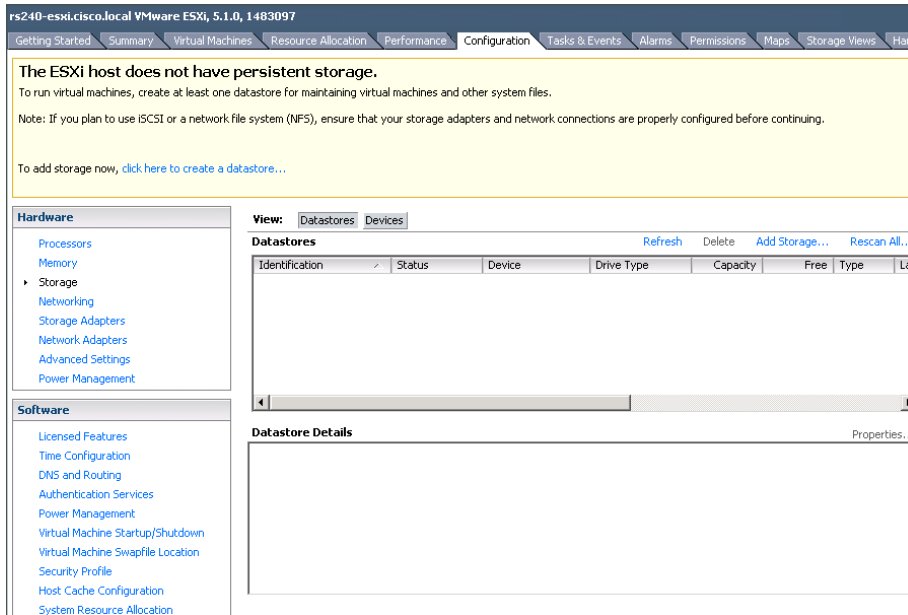 rs240-esxi.cisco.local VMware ESXi, 5.1.0, 1483097
Getting Started Summary Virtual Machines Resource Allocation Performance Configuration Tasks & Events Alarms Permissions Maps Storage Views Har
The ESXi host does not have persistent storage.
To run virtual machines, create at least one datastore for maintaining virtual machines and other system files.
Note: If you plan to use iSCSI or a network file system (NFS), ensure that your storage adapters and network connections are properly configured before continuing.
To add storage now, click here to create a datastore...
Hardware
Processors
Memory
Storage
Networking
Storage Adapters
Network Adapters
Advanced Settings
Power Management
Software
Licensed Features
Time Configuration
DNS and Routing
Authentication Services
Power Management
Virtual Machine Startup/Shutdown
Virtual Machine Swapfile Location
Security Profile
Host Cache Configuration
System Resource Allocation
View: Datastores Devices
Datastores Refresh Delete Add Storage... Rescan All..
Identification Status Device Drive Type Capacity Free Type La
Datastore Details Properties..